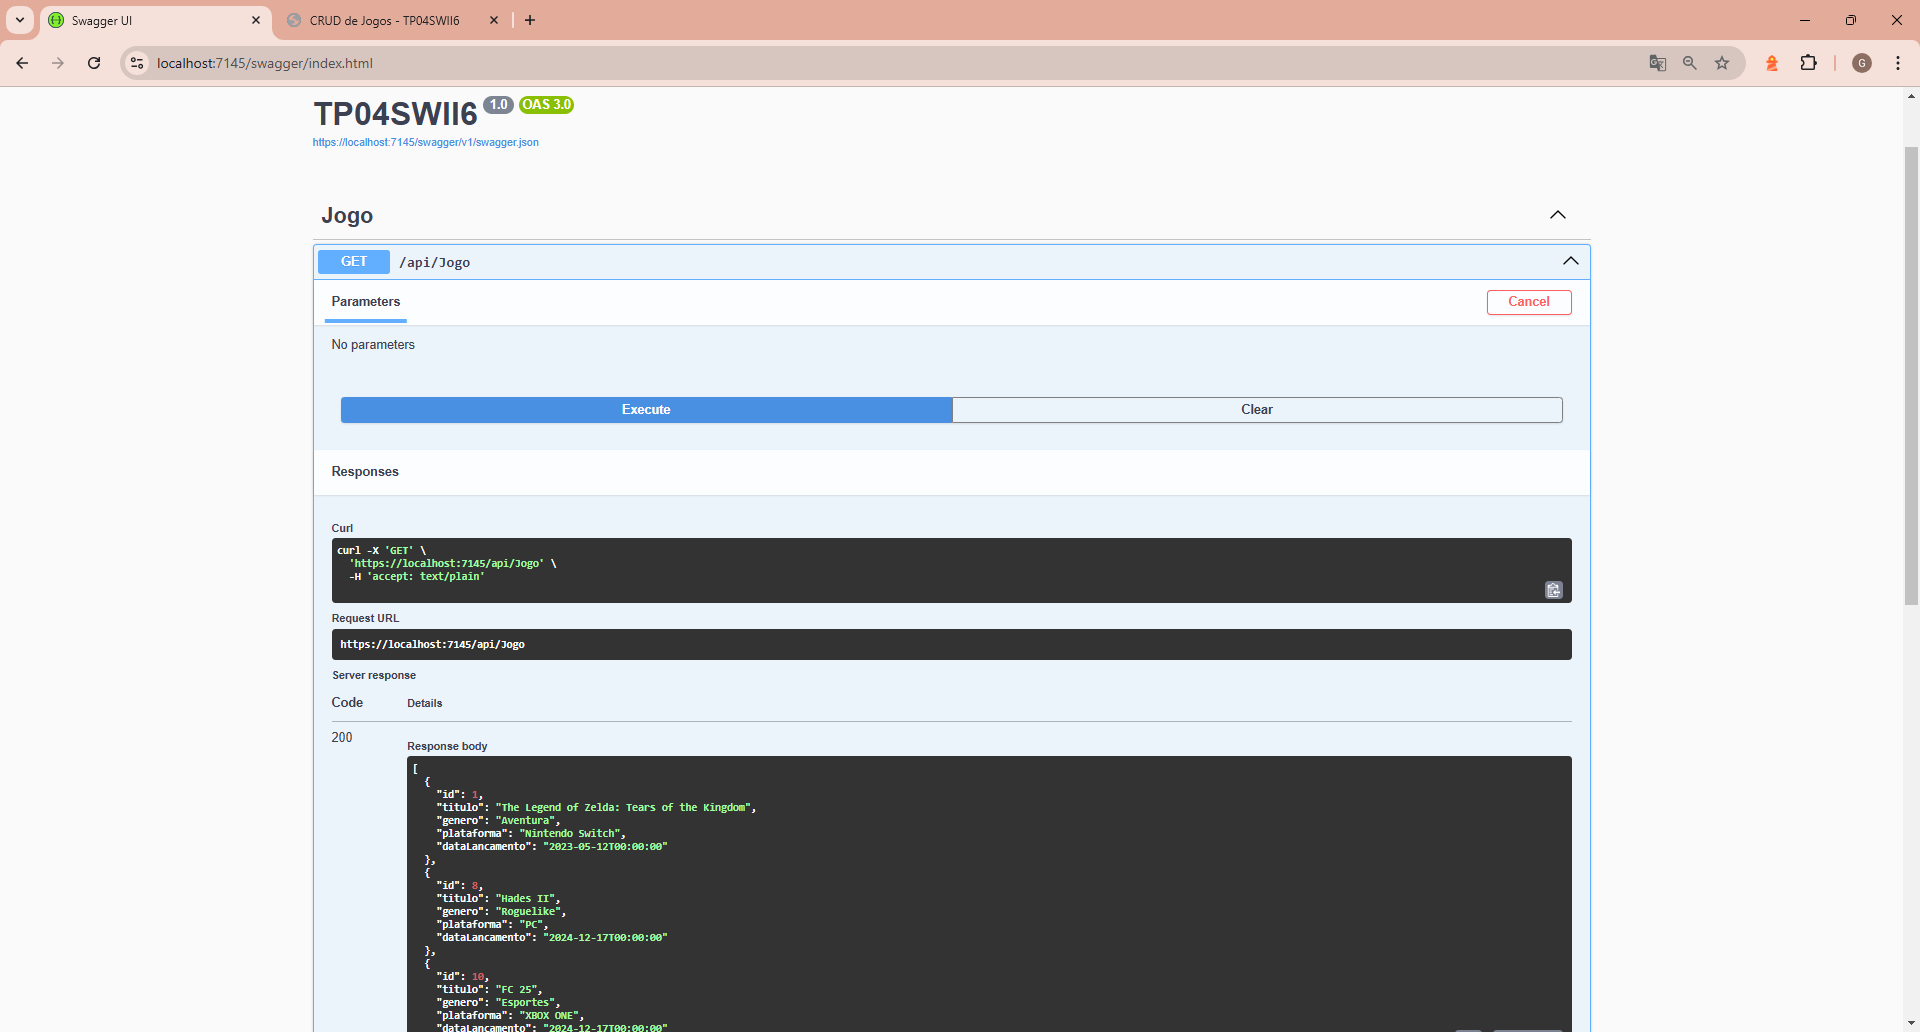 Swagger UI
CRUD de Jogos - TP04SWII6
localhost:7145/swagger/index.html
G
TP04SWII6 1.0 OAS 3.0
https://localhost:7145/swagger/v1/swagger.json
Jogo
GET /api/Jogo
Parameters
Cancel
No parameters
Execute
Clear
Responses
Curl
curl -X 'GET' \
'https://localhost:7145/api/Jogo' \
-H 'accept: text/plain'
Request URL
https://localhost:7145/api/Jogo
Server response
Code Details
200
Response body
[
{
"id": 1,
"titulo": "The Legend of Zelda: Tears of the Kingdom",
"genero": "Aventura",
"plataforma": "Nintendo Switch",
"dataLancamento": "2023-05-12T00:00:00"
},
{
"id": 8,
"titulo": "Hades II",
"genero": "Roguelike",
"plataforma": "PC",
"dataLancamento": "2024-12-17T00:00:00"
},
{
"id": 10,
"titulo": "FC 25",
"genero": "Esportes",
"plataforma": "XBOX ONE",
"dataLancamento": "2024-12-17T00:00:00"